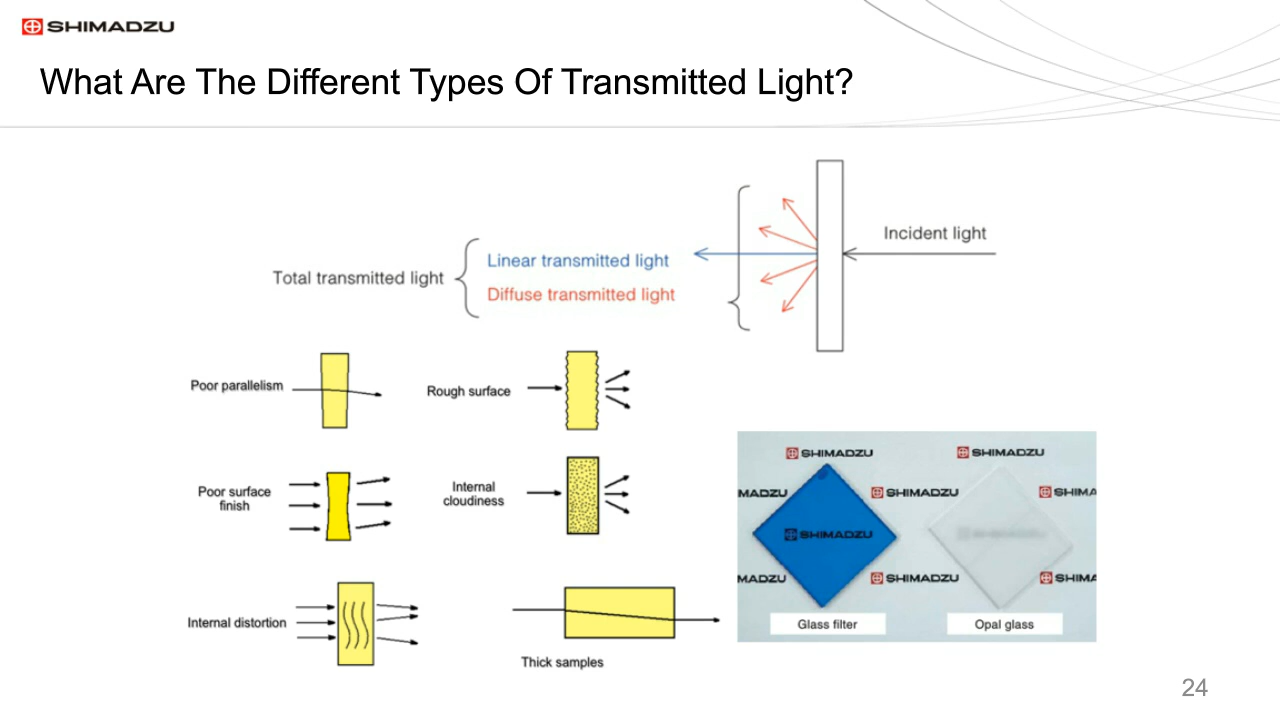 SHIMADZU
What Are The Different Types Of Transmitted Light?
Incident light
Total transmitted light
Linear transmitted light
Diffuse transmitted light
Poor parallelism
Rough surface
Poor surface
finish
Internal
cloudiness
Internal distortion
Thick samples
SHIMADZU
SHIMADZU
MADZU
SHIMADZU
SHIMA
SHIMADZU
MADZU
SHIMADZU
SHIMA
Glass filter
Opal glass
24